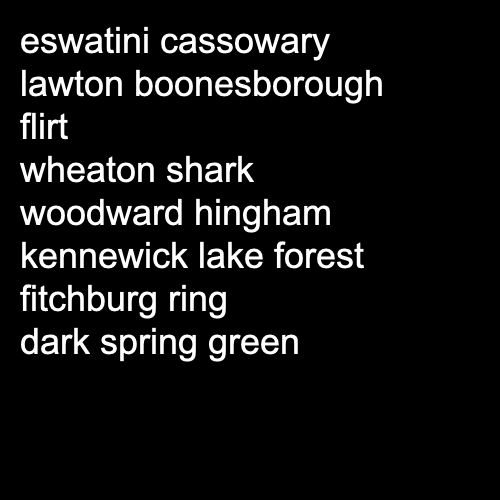 eswatini cassowary
lawton boonesborough
flirt
wheaton shark
woodward hingham
kennewick lake forest
fitchburg ring
dark spring green